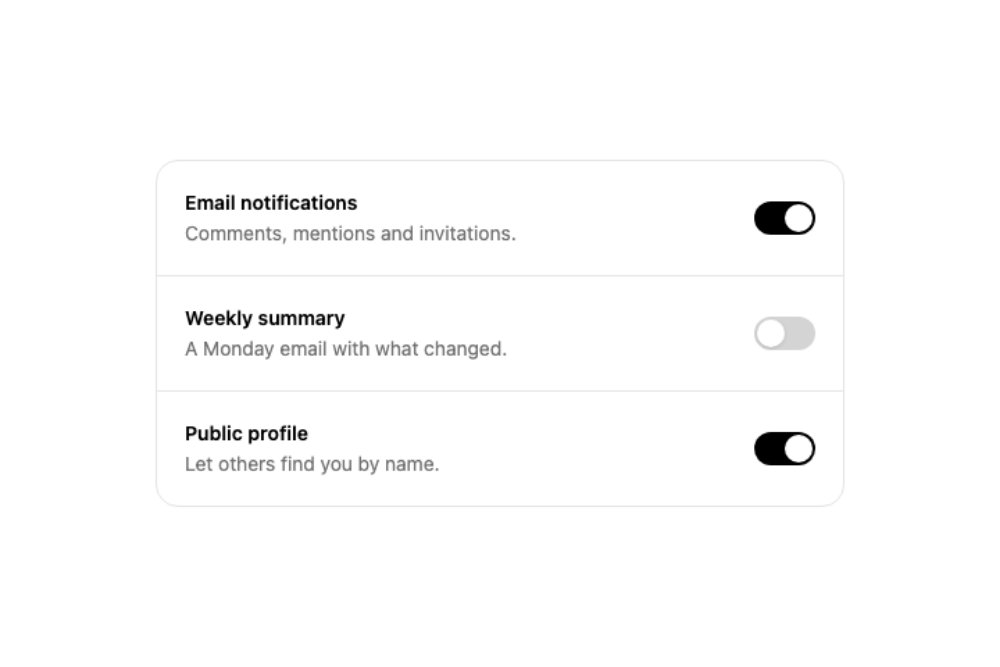 Email notifications
Comments, mentions and invitations.
Weekly summary
A Monday email with what changed.
Public profile
Let others find you by name.